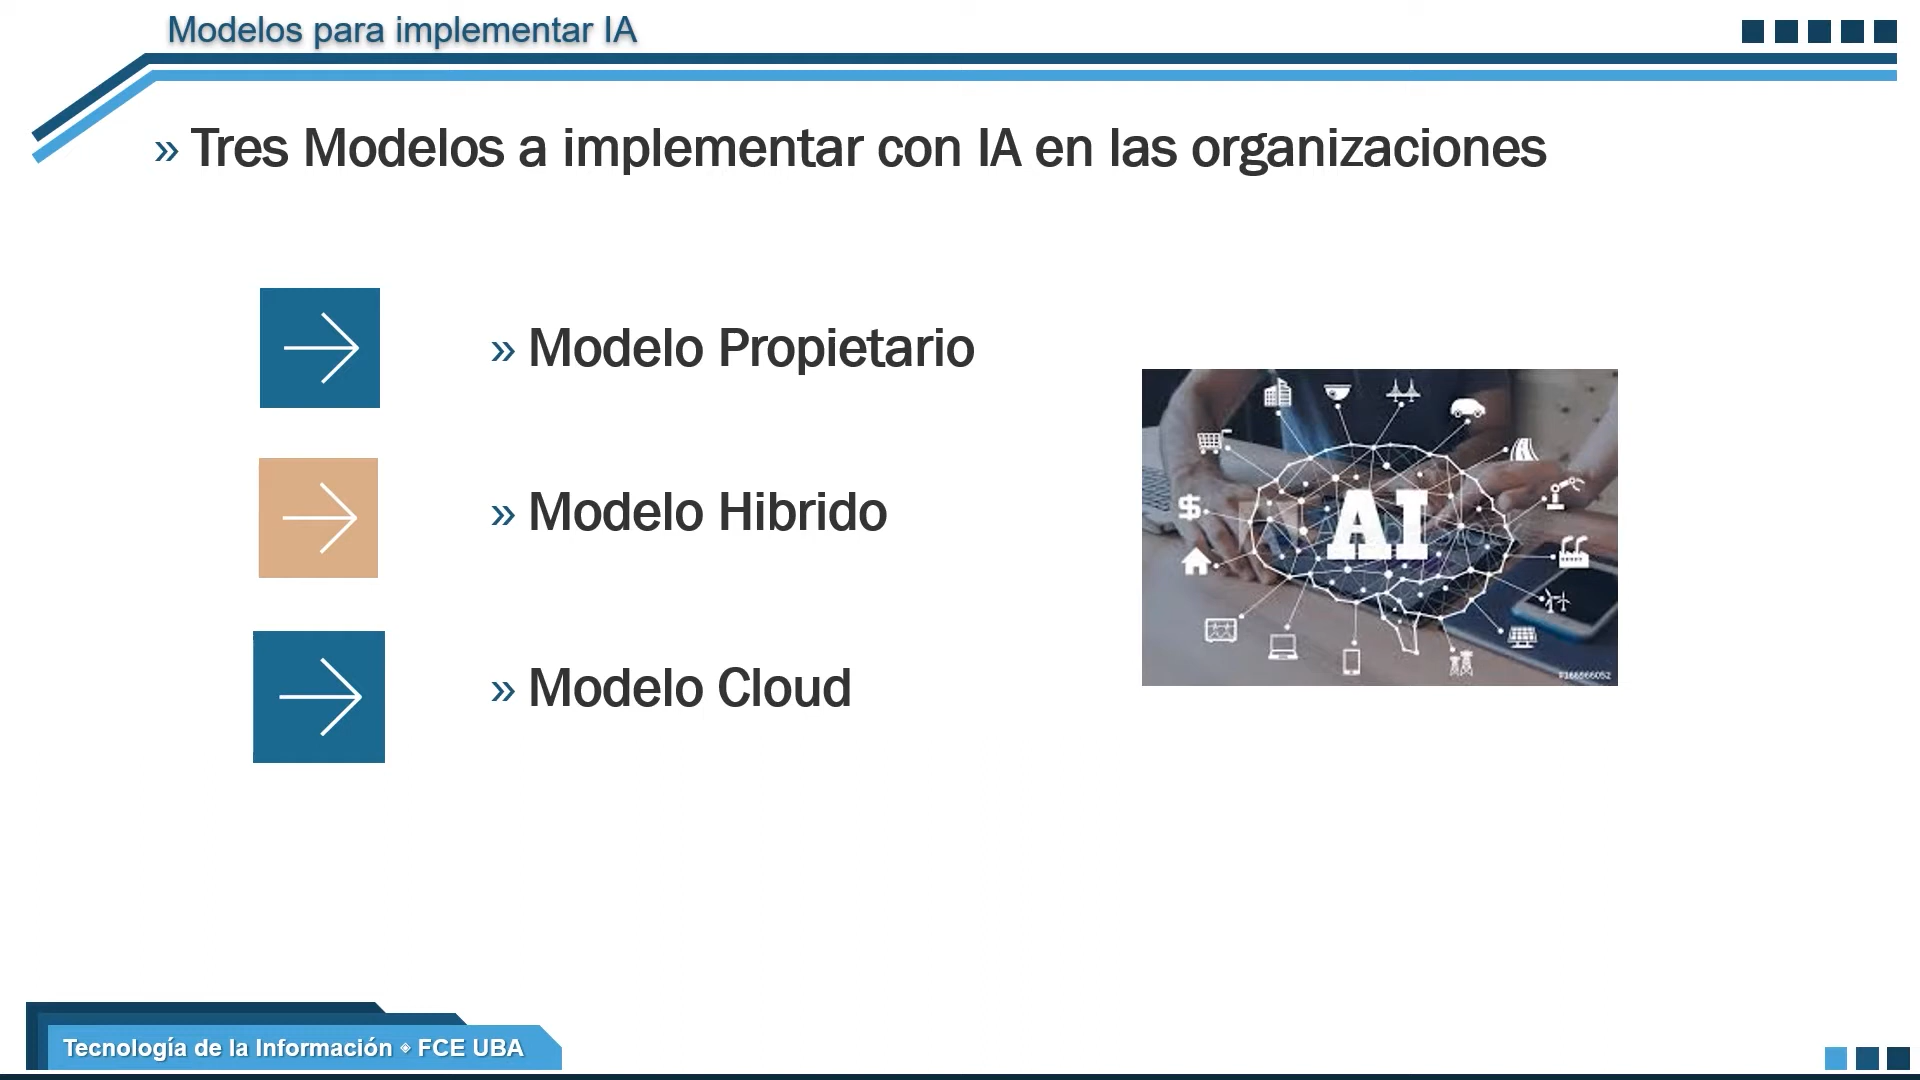 Modelos para implementar IA
» Tres Modelos a implementar con IA en las organizaciones
» Modelo Propietario
» Modelo Hibrido
» Modelo Cloud
AI
$
Tecnología de la Información ◈ FCE UBA